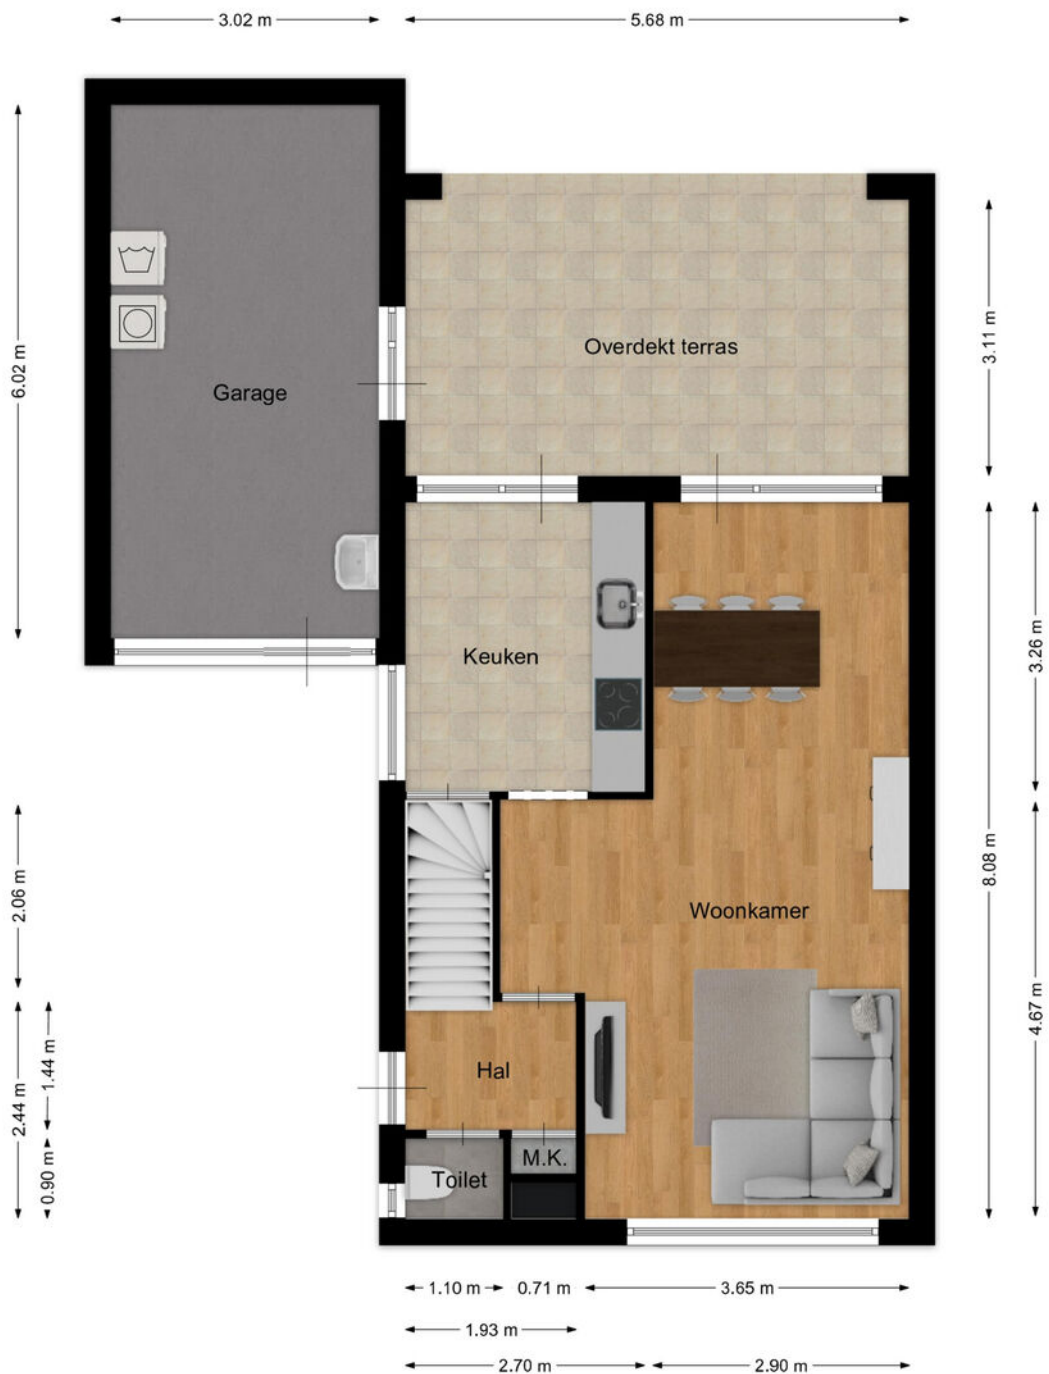 3.02 m
5.68 m
6.02 m
3.11 m
Overdekt terras
Garage
Keuken
3.26 m
8.08 m
2.06 m
Woonkamer
4.67 m
2.44 m
1.44 m
Hal
0.90 m
Toilet
M.K.
1.10 m
0.71 m
3.65 m
1.93 m
2.70 m
2.90 m